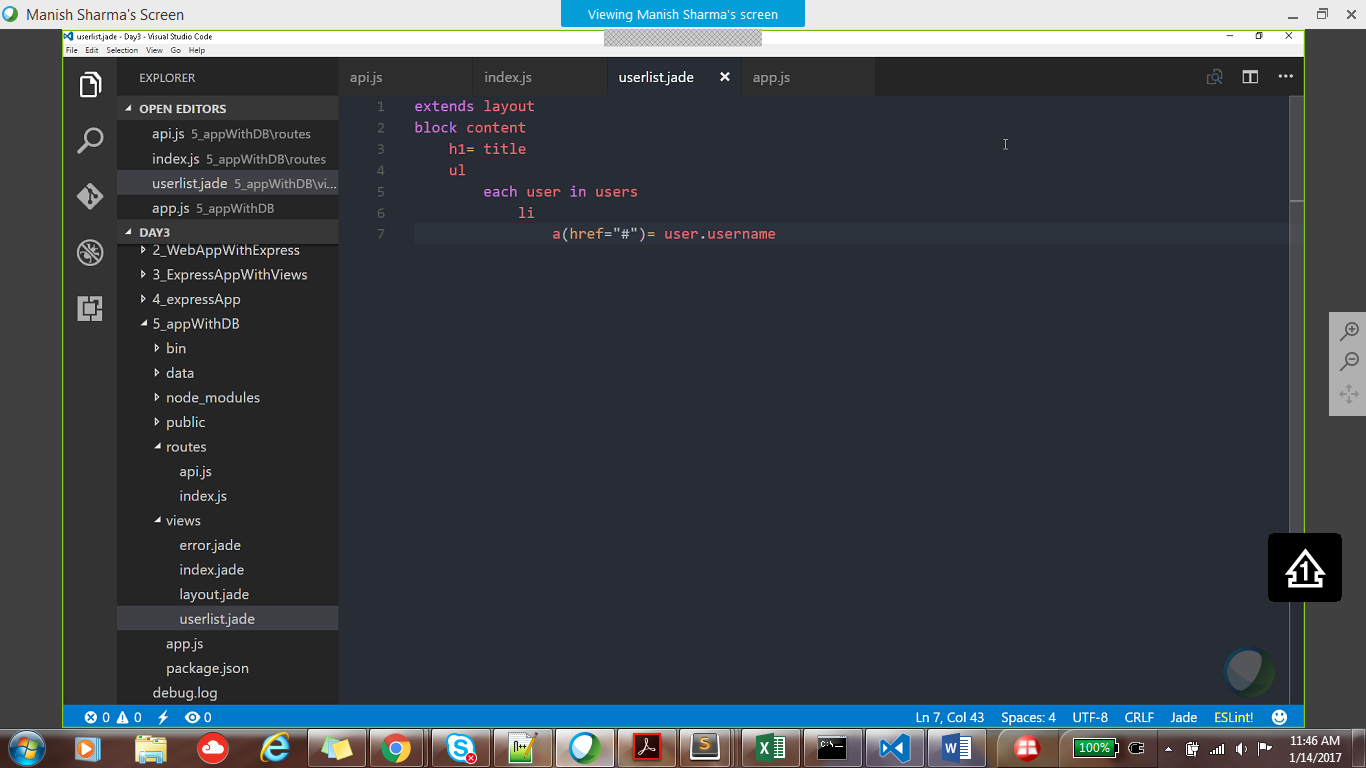 Manish Sharma's Screen
Viewing Manish Sharma's screen
userlist.jade - Day3 - Visual Studio Code
File Edit Selection View Go Help
EXPLORER
api.js index.js userlist.jade app.js
OPEN EDITORS
api.js 5_appWithDB\routes
index.js 5_appWithDB\routes
userlist.jade 5_appWithDB\vi...
app.js 5_appWithDB
DAY3
2_WebAppWithExpress
3_ExpressAppWithViews
4_expressApp
5_appWithDB
bin
data
node_modules
public
routes
api.js
index.js
views
error.jade
index.jade
layout.jade
userlist.jade
app.js
package.json
debug.log
1 extends layout
2 block content
3 h1= title
4 ul
5 each user in users
6 li
7 a(href="#")= user.username
1
0 0 0
Ln 7, Col 43 Spaces: 4 UTF-8 CRLF Jade ESLint!
C:\_
100%
11:46 AM
1/14/2017